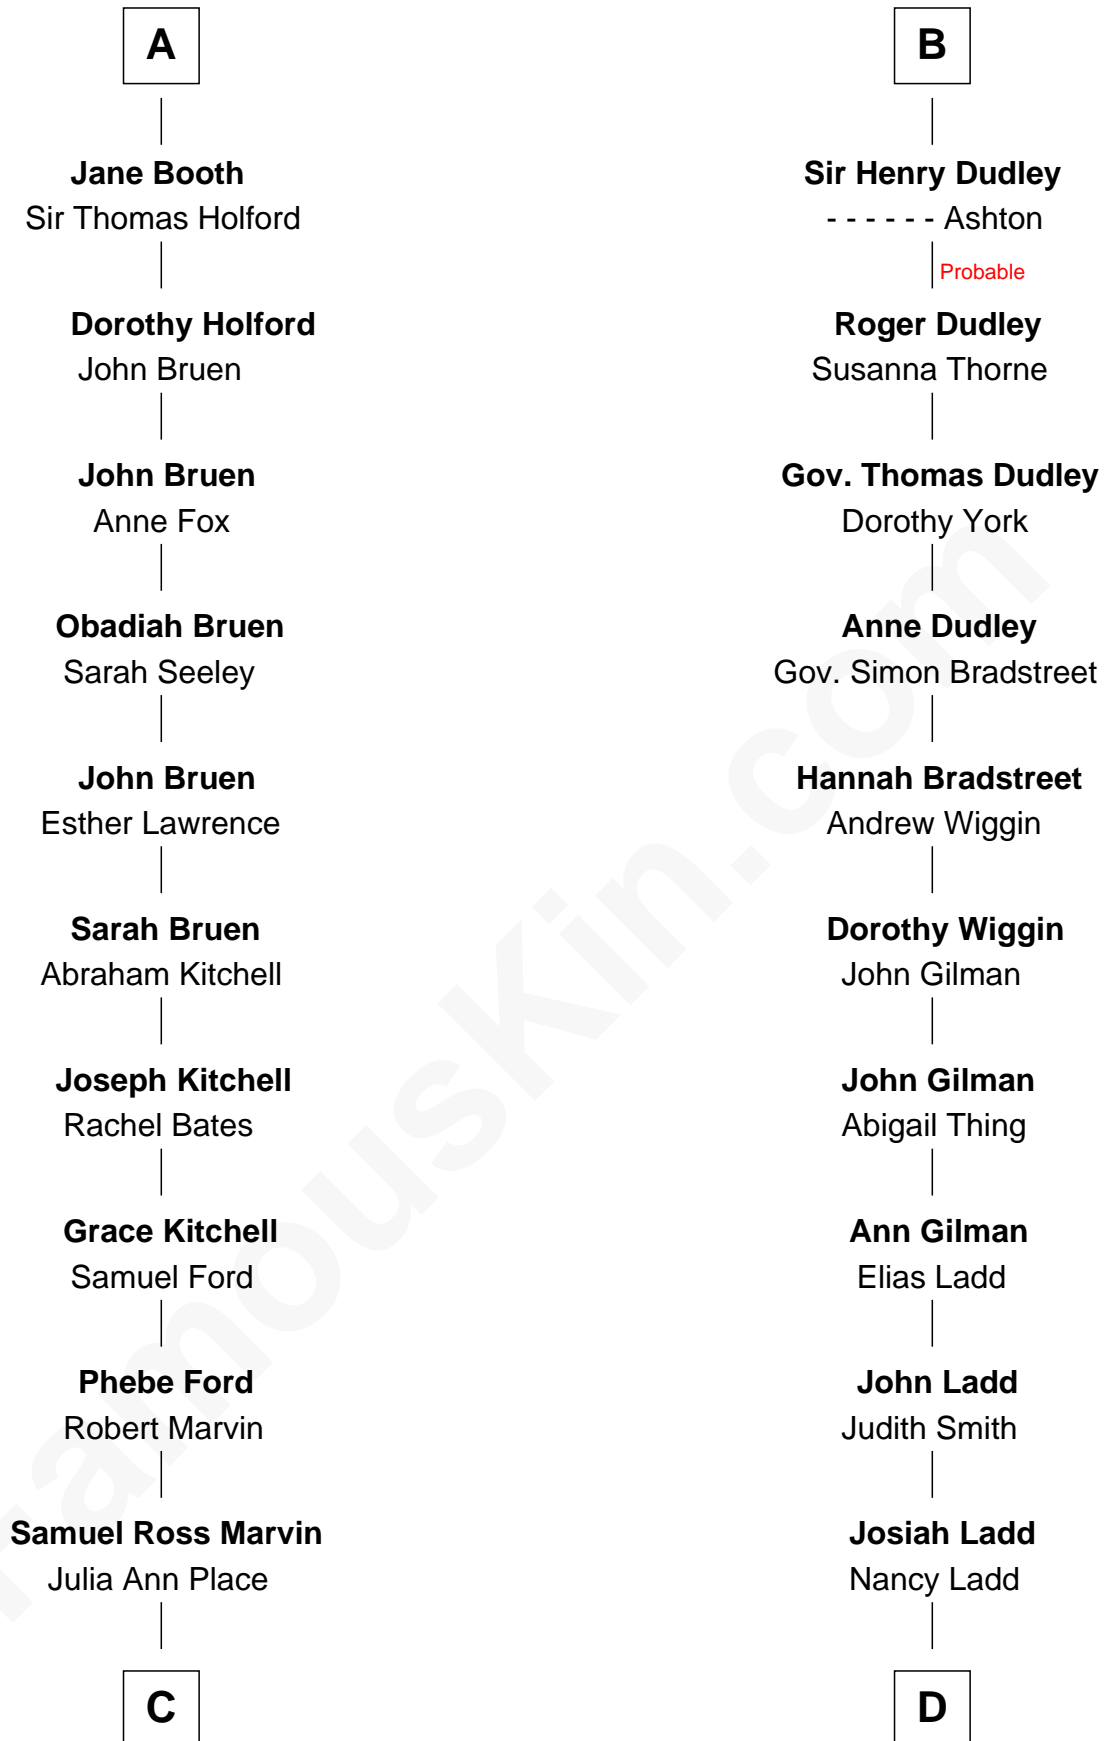 A
Jane Booth
Sir Thomas Holford
Dorothy Holford
John Bruen
John Bruen
Anne Fox
Obadiah Bruen
Sarah Seeley
John Bruen
Esther Lawrence
Sarah Bruen
Abraham Kitchell
Joseph Kitchell
Rachel Bates
Grace Kitchell
Samuel Ford
Phebe Ford
Robert Marvin
Samuel Ross Marvin
Julia Ann Place
C
B
Sir Henry Dudley
- - - - - - Ashton
Probable
Roger Dudley
Susanna Thorne
Gov. Thomas Dudley
Dorothy York
Anne Dudley
Gov. Simon Bradstreet
Hannah Bradstreet
Andrew Wiggin
Dorothy Wiggin
John Gilman
John Gilman
Abigail Thing
Ann Gilman
Elias Ladd
John Ladd
Judith Smith
Josiah Ladd
Nancy Ladd
D
FamousKin.com